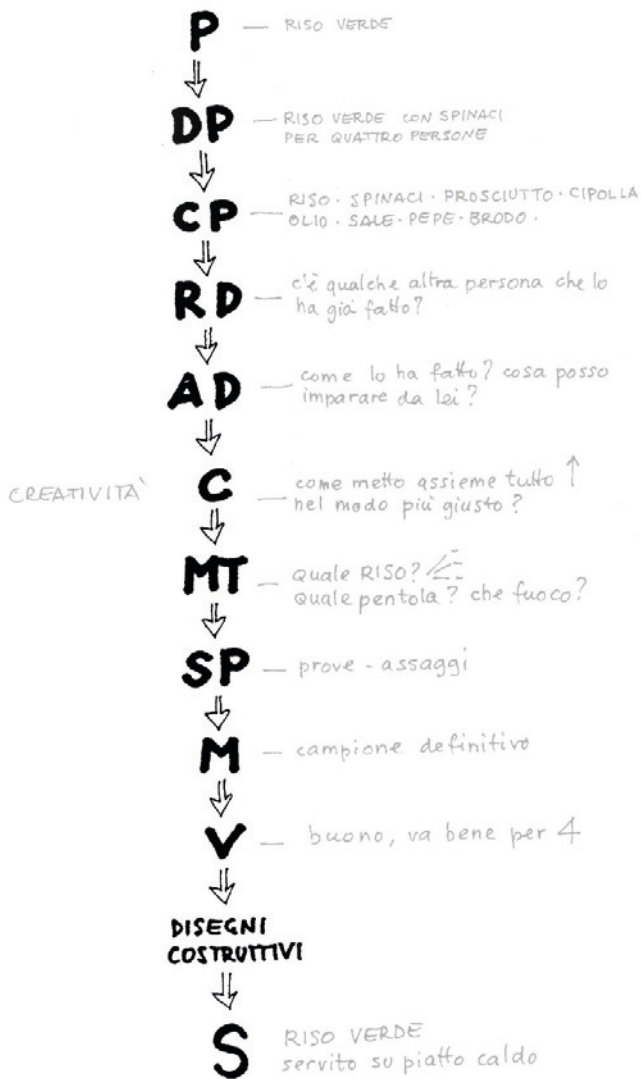 P — RISO VERDE
DP — RISO VERDE CON SPINACI
PER QUATTRO PERSONE
CP — RISO · SPINACI · PROSCIUTTO · CIPOLLA
OLIO · SALE · PEPE · BRODO ·
RD — c'è qualche altra persona che lo
ha già fatto?
AD — come lo ha fatto? cosa posso
imparare da lei?
CREATIVITÀ C — come metto assieme tutto
nel modo più giusto?
MT — quale RISO?
quale pentola? che fuoco?
SP — prove - assaggi
M — campione definitivo
V — buono, va bene per 4
DISEGNI
COSTRUTTIVI
S RISO VERDE
servito su piatto caldo